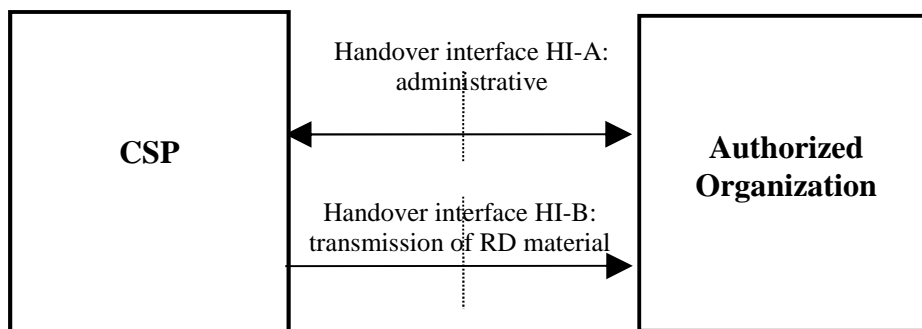 CSP
Handover interface HI-A:
administrative
Handover interface HI-B:
transmission of RD material
Authorized
Organization